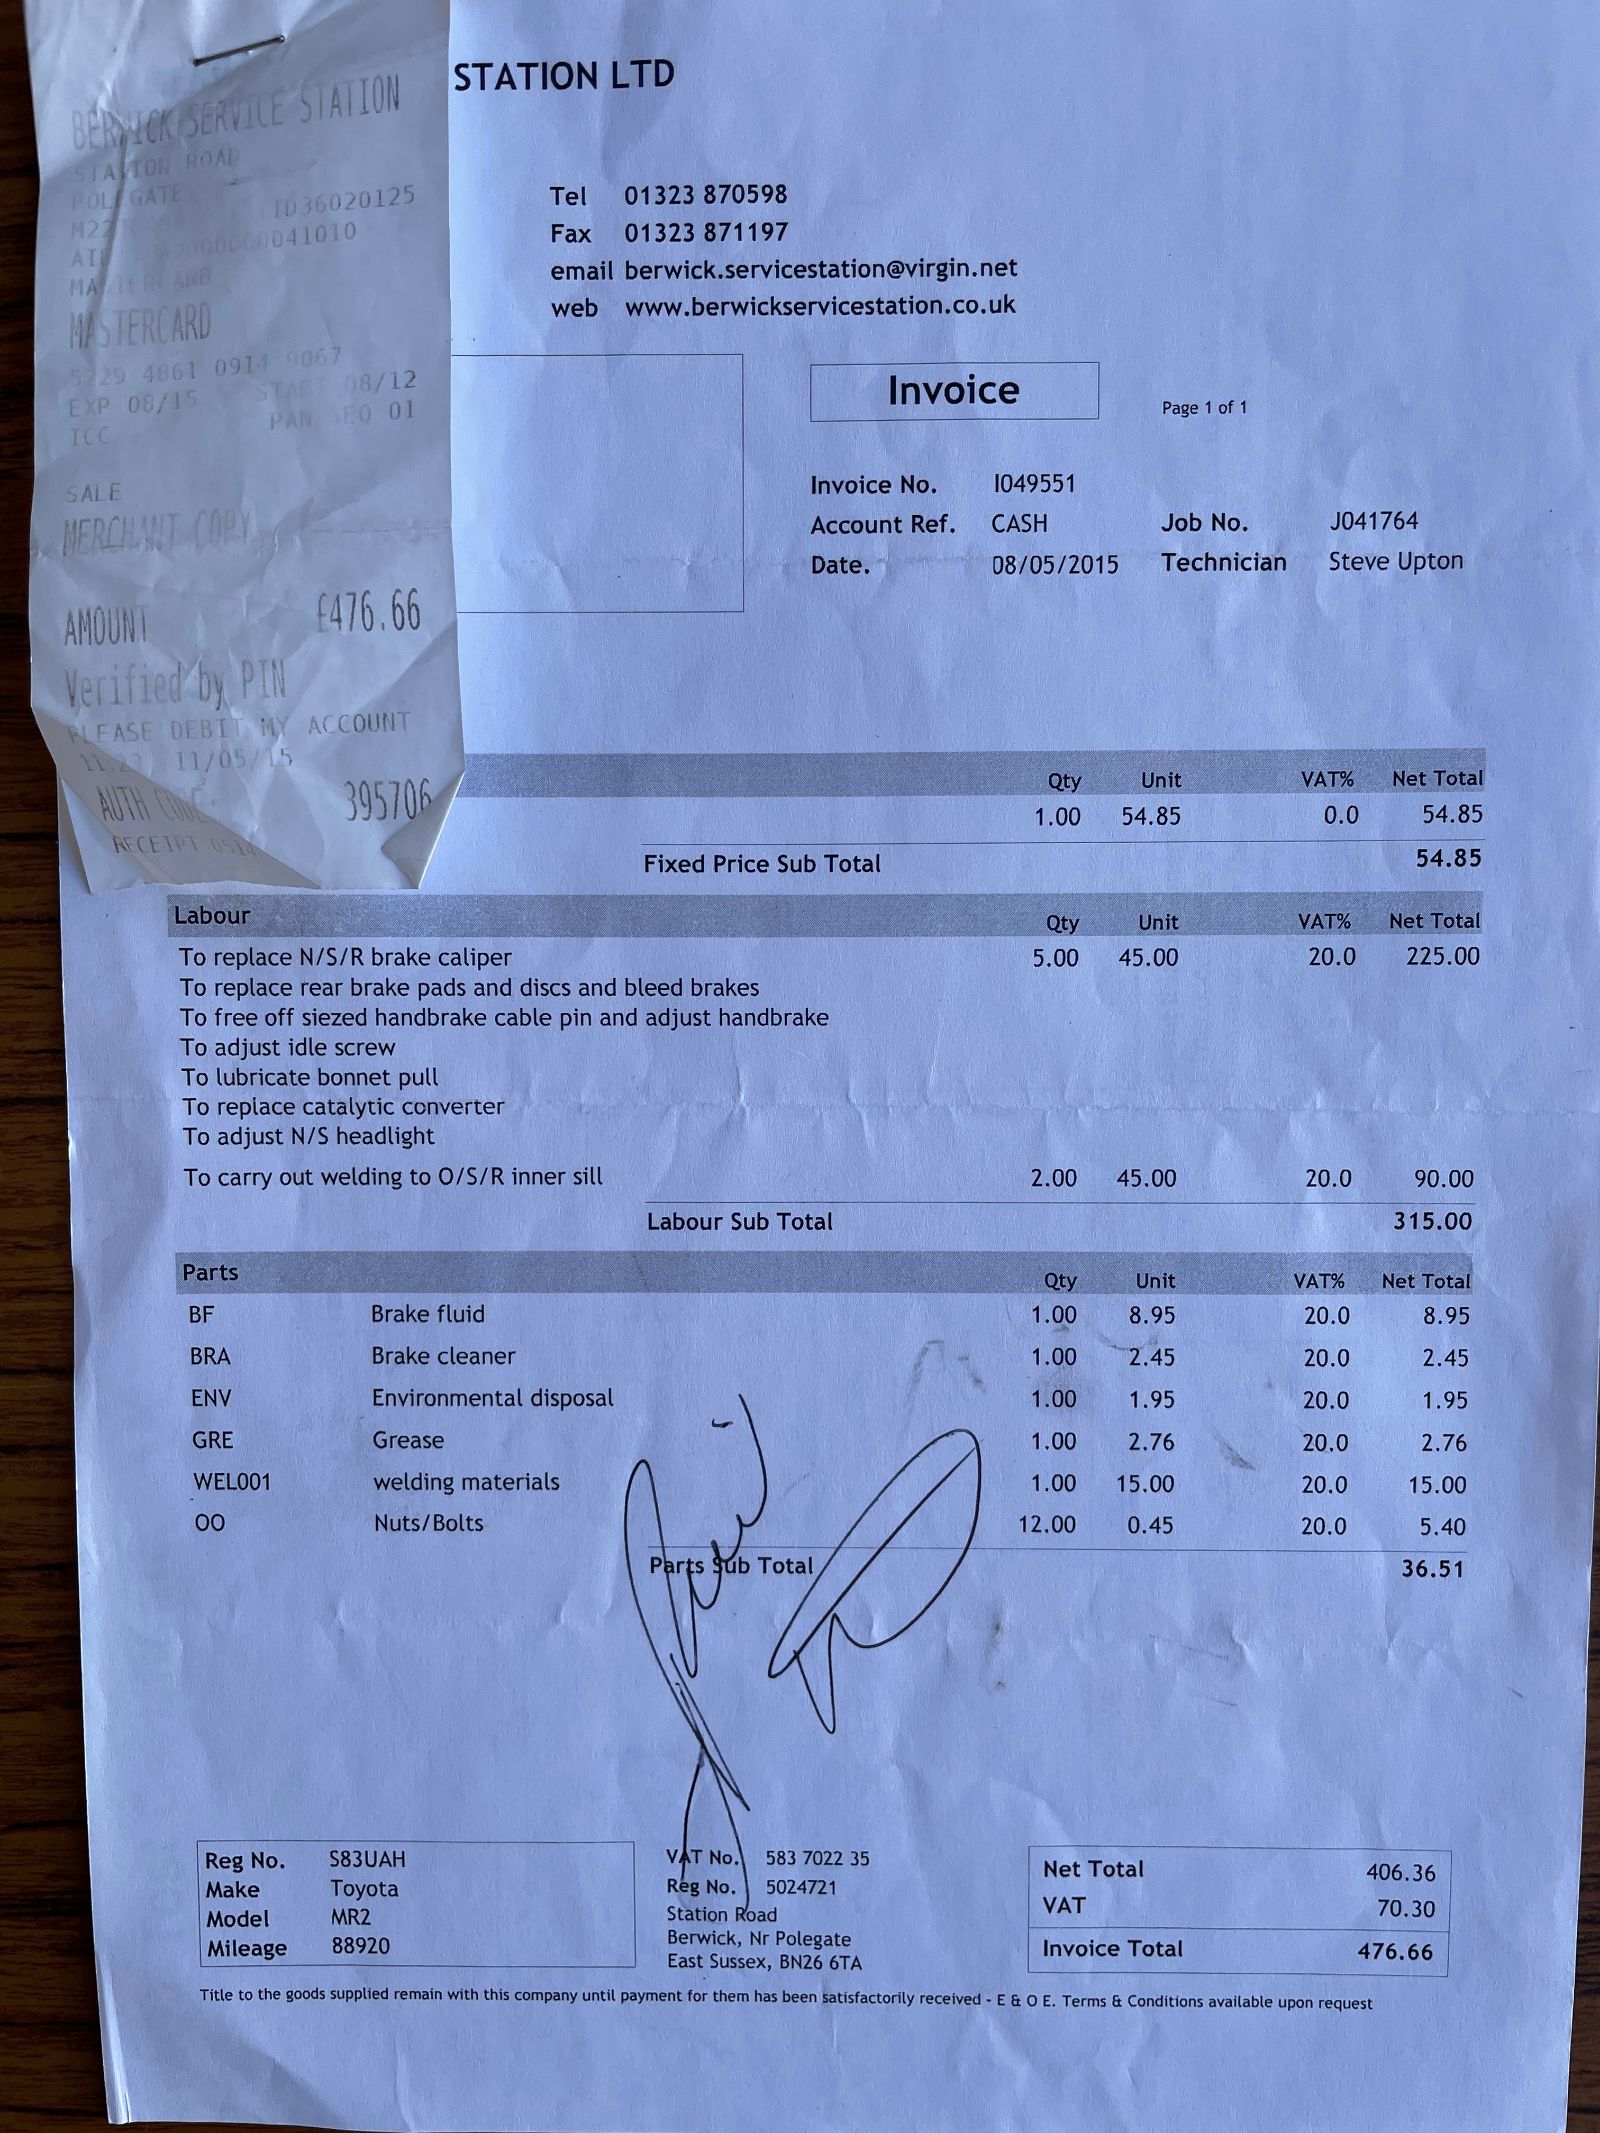 BERWICK SERVICE STATION
STATION ROAD
POLEGATE
M22 ID36020125
0000000041010
MASTERCARD
MASTERCARD
5229 4861 0914 9067
EXP 08/15 START 08/12
ICC PAN SEQ 01
SALE
MERCHANT COPY
AMOUNT £476.66
Verified by PIN
PLEASE DEBIT MY ACCOUNT
11:23 11/05/15
AUTH CODE: 395706
RECEIPT
STATION LTD
Tel 01323 870598
Fax 01323 871197
email berwick.servicestation@virgin.net
web www.berwickservicestation.co.uk
Invoice Page 1 of 1
Invoice No. I049551
Account Ref. CASH Job No. J041764
Date. 08/05/2015 Technician Steve Upton
Qty Unit VAT% Net Total
1.00 54.85 0.0 54.85
Fixed Price Sub Total 54.85
Labour Qty Unit VAT% Net Total
To replace N/S/R brake caliper 5.00 45.00 20.0 225.00
To replace rear brake pads and discs and bleed brakes
To free off siezed handbrake cable pin and adjust handbrake
To adjust idle screw
To lubricate bonnet pull
To replace catalytic converter
To adjust N/S headlight
To carry out welding to O/S/R inner sill 2.00 45.00 20.0 90.00
Labour Sub Total 315.00
Parts Qty Unit VAT% Net Total
BF Brake fluid 1.00 8.95 20.0 8.95
BRA Brake cleaner 1.00 2.45 20.0 2.45
ENV Environmental disposal 1.00 1.95 20.0 1.95
GRE Grease 1.00 2.76 20.0 2.76
WEL001 welding materials 1.00 15.00 20.0 15.00
OO Nuts/Bolts 12.00 0.45 20.0 5.40
Parts Sub Total 36.51
Reg No. S83UAH
Make Toyota
Model MR2
Mileage 88920
VAT No. 583 7022 35
Reg No. 5024721
Station Road
Berwick, Nr Polegate
East Sussex, BN26 6TA
Net Total 406.36
VAT 70.30
Invoice Total 476.66
Title to the goods supplied remain with this company until payment for them has been satisfactorily received - E & O E. Terms & Conditions available upon request